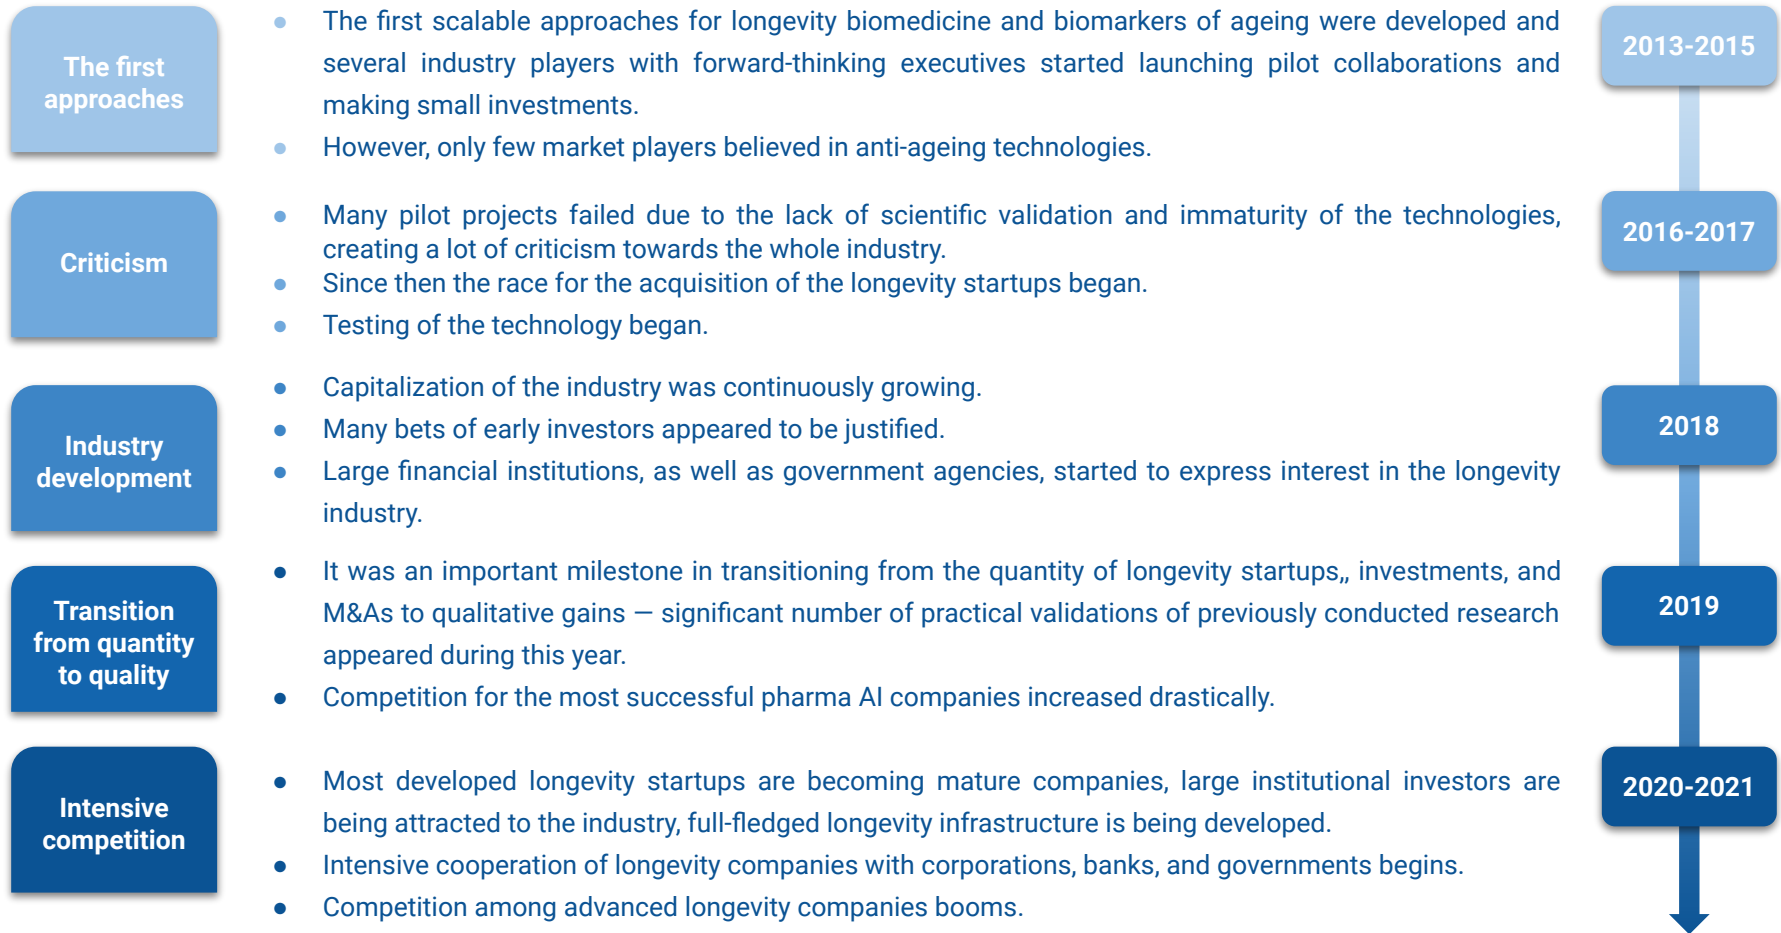 The first
approaches
The first scalable approaches for longevity biomedicine and biomarkers of ageing were developed and
several industry players with forward-thinking executives started launching pilot collaborations and
making small investments.
However, only few market players believed in anti-ageing technologies.
2013-2015
Criticism
Many pilot projects failed due to the lack of scientific validation and immaturity of the technologies,
creating a lot of criticism towards the whole industry.
Since then the race for the acquisition of the longevity startups began.
Testing of the technology began.
2016-2017
Industry
development
Capitalization of the industry was continuously growing.
Many bets of early investors appeared to be justified.
Large financial institutions, as well as government agencies, started to express interest in the longevity
industry.
2018
Transition
from quantity
to quality
It was an important milestone in transitioning from the quantity of longevity startups,, investments, and
M&As to qualitative gains — significant number of practical validations of previously conducted research
appeared during this year.
Competition for the most successful pharma AI companies increased drastically.
2019
Intensive
competition
Most developed longevity startups are becoming mature companies, large institutional investors are
being attracted to the industry, full-fledged longevity infrastructure is being developed.
Intensive cooperation of longevity companies with corporations, banks, and governments begins.
Competition among advanced longevity companies booms.
2020-2021